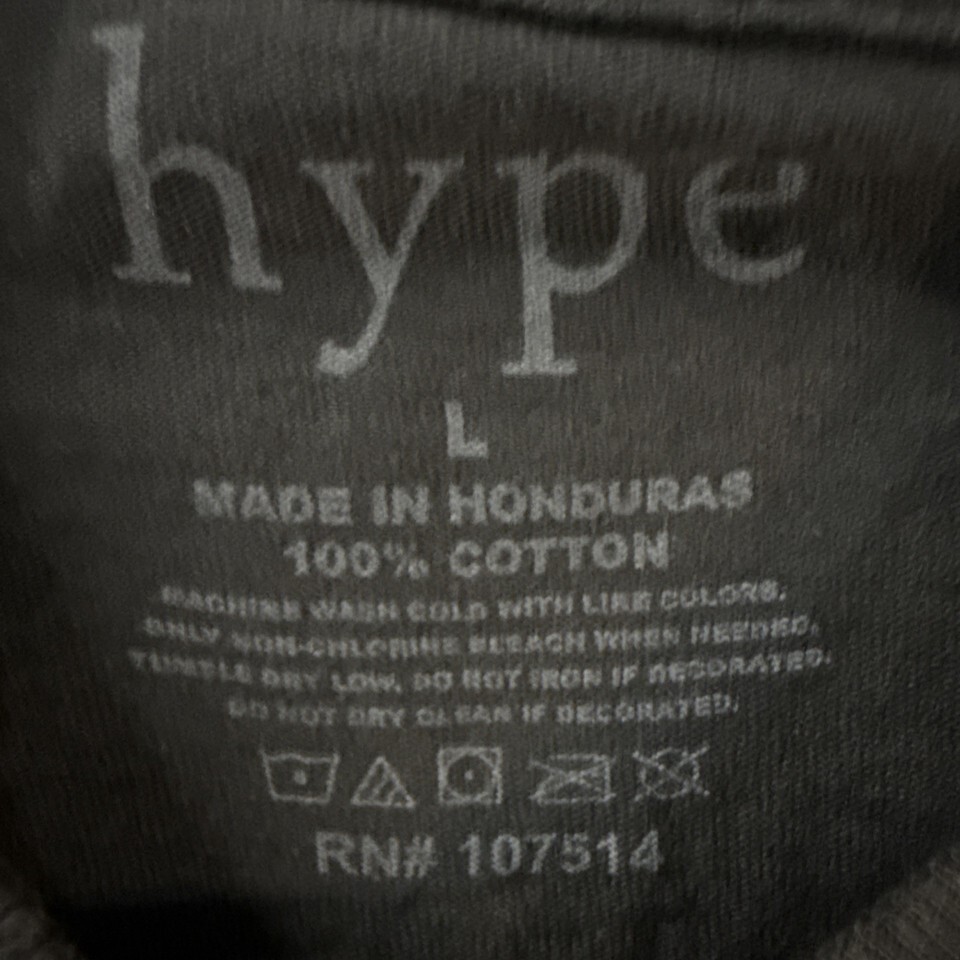 hype
L
MADE IN HONDURAS
100% COTTON
MACHINE WASH COLD WITH LIKE COLORS.
ONLY NON-CHLORINE BLEACH WHEN NEEDED.
TUMBLE DRY LOW. DO NOT IRON IF DECORATED.
DO NOT DRY CLEAN IF DECORATED.
RN# 107514